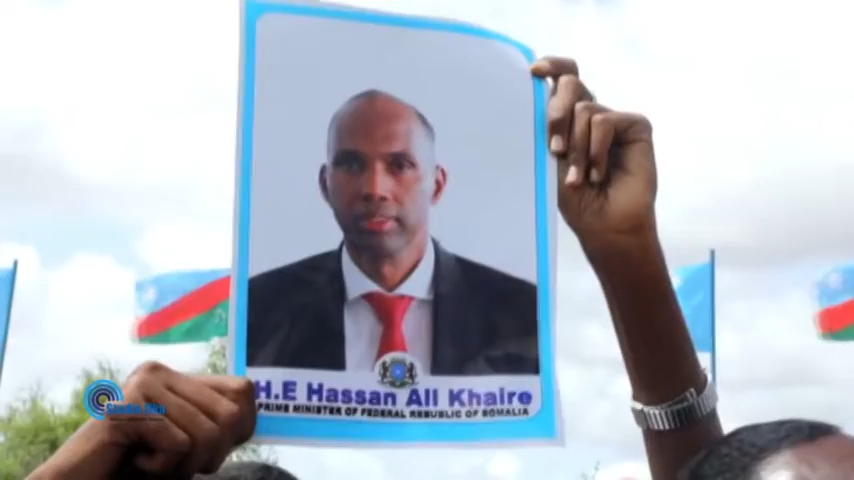 H.E Hassan Ali Khaire
PRIME MINISTER OF FEDERAL REPUBLIC OF SOMALIA